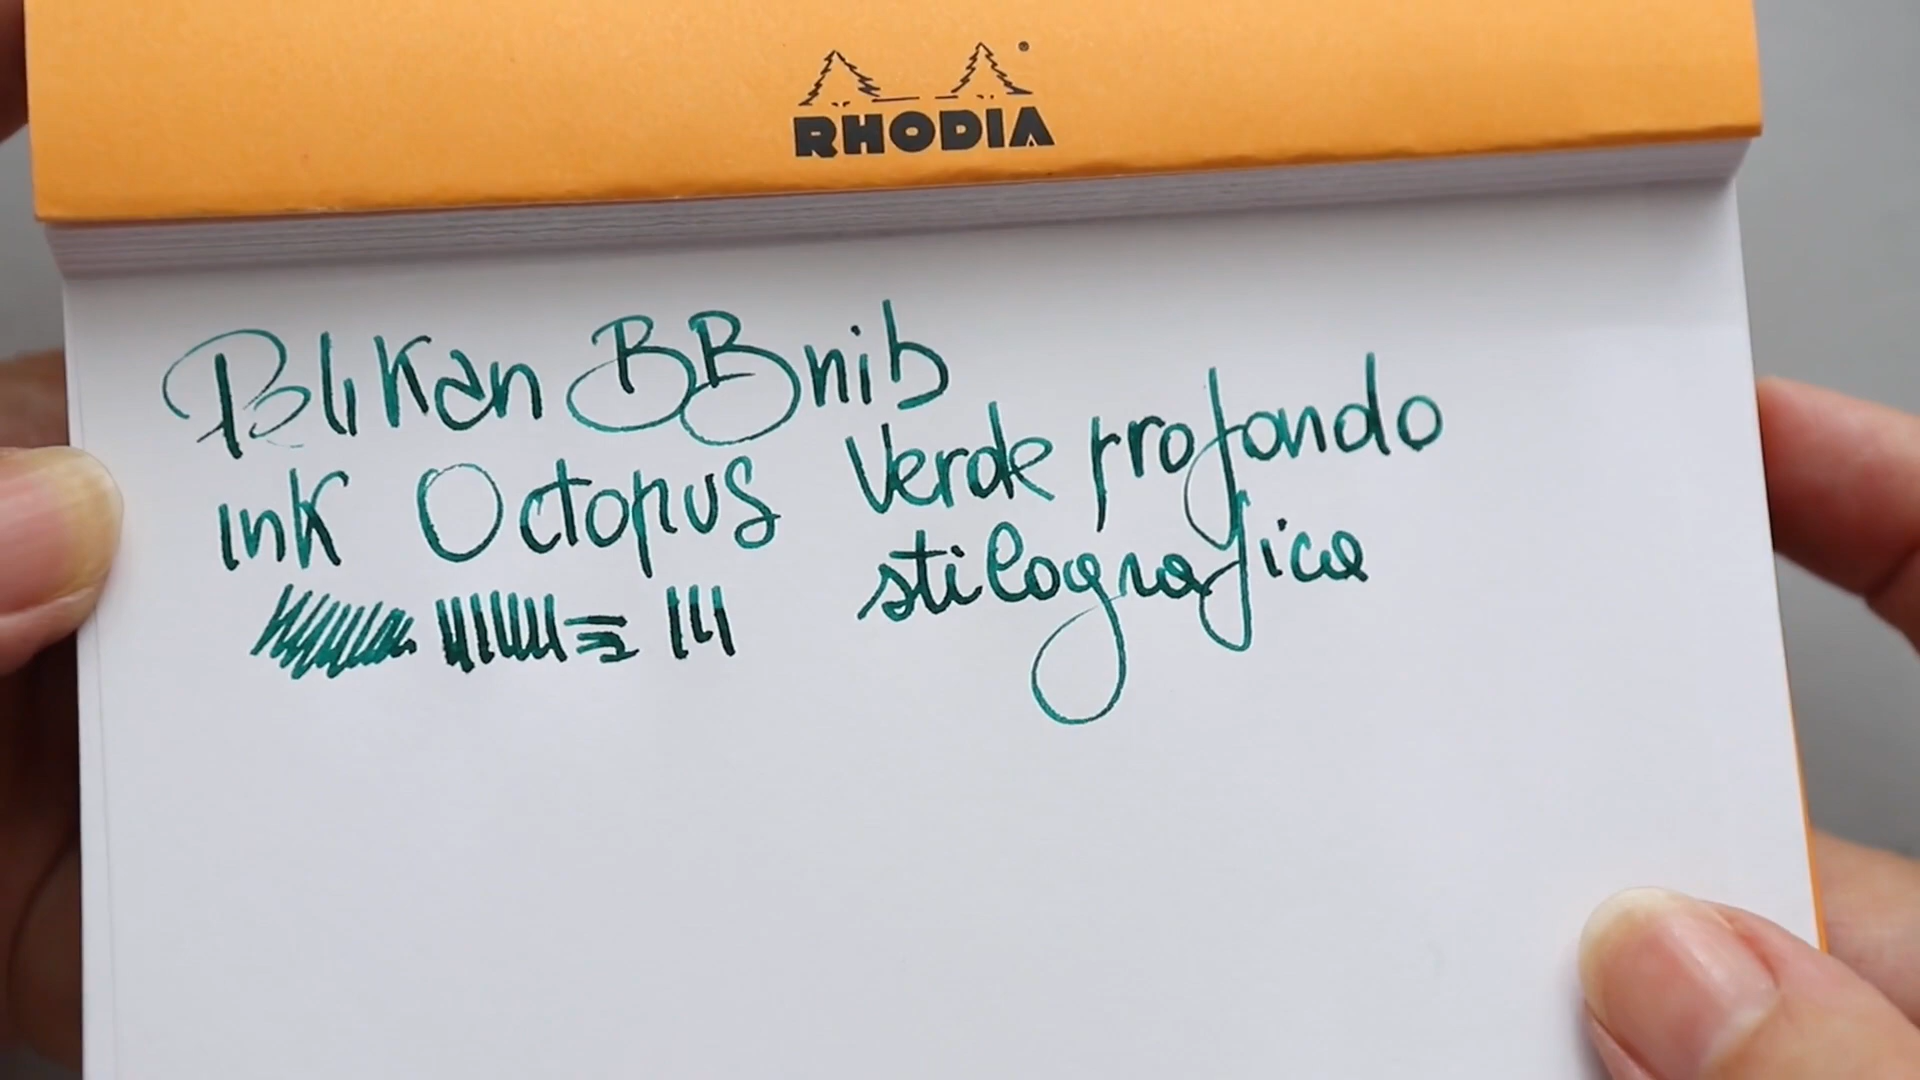 RHODIA
Pelikan BB nib
ink Octopus
Verde profondo
stilografica